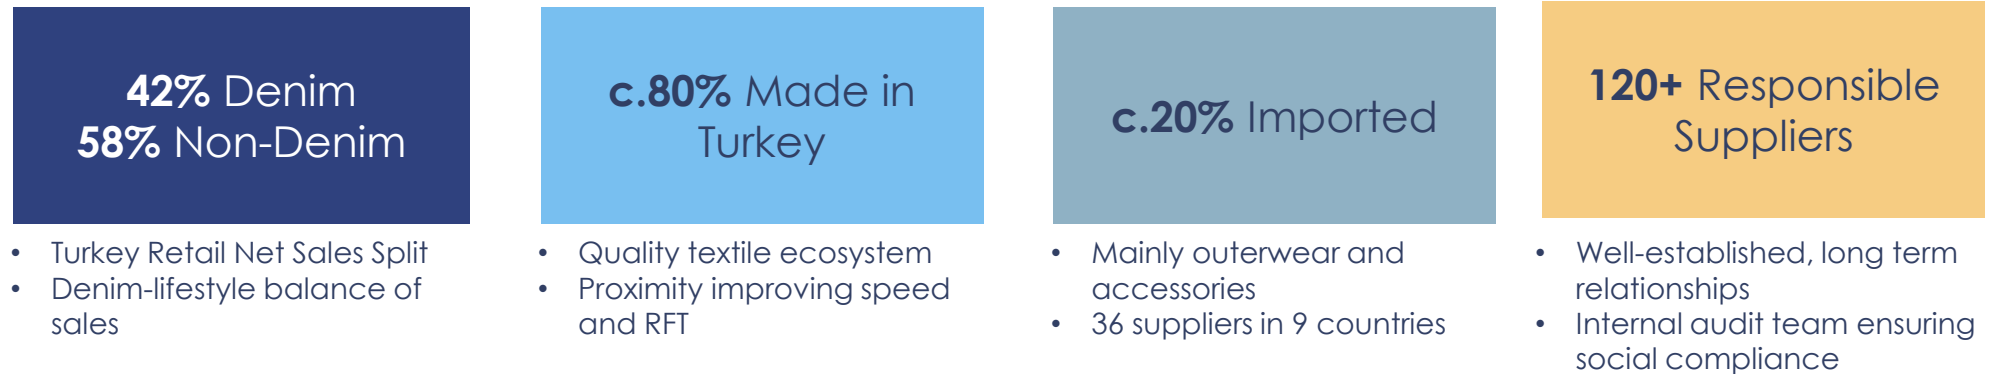 42% Denim
58% Non-Denim
• Turkey Retail Net Sales Split
• Denim-lifestyle balance of
sales
c.80% Made in
Turkey
• Quality textile ecosystem
• Proximity improving speed
and RFT
c.20% Imported
• Mainly outerwear and
accessories
• 36 suppliers in 9 countries
120+ Responsible
Suppliers
• Well-established, long term
relationships
• Internal audit team ensuring
social compliance